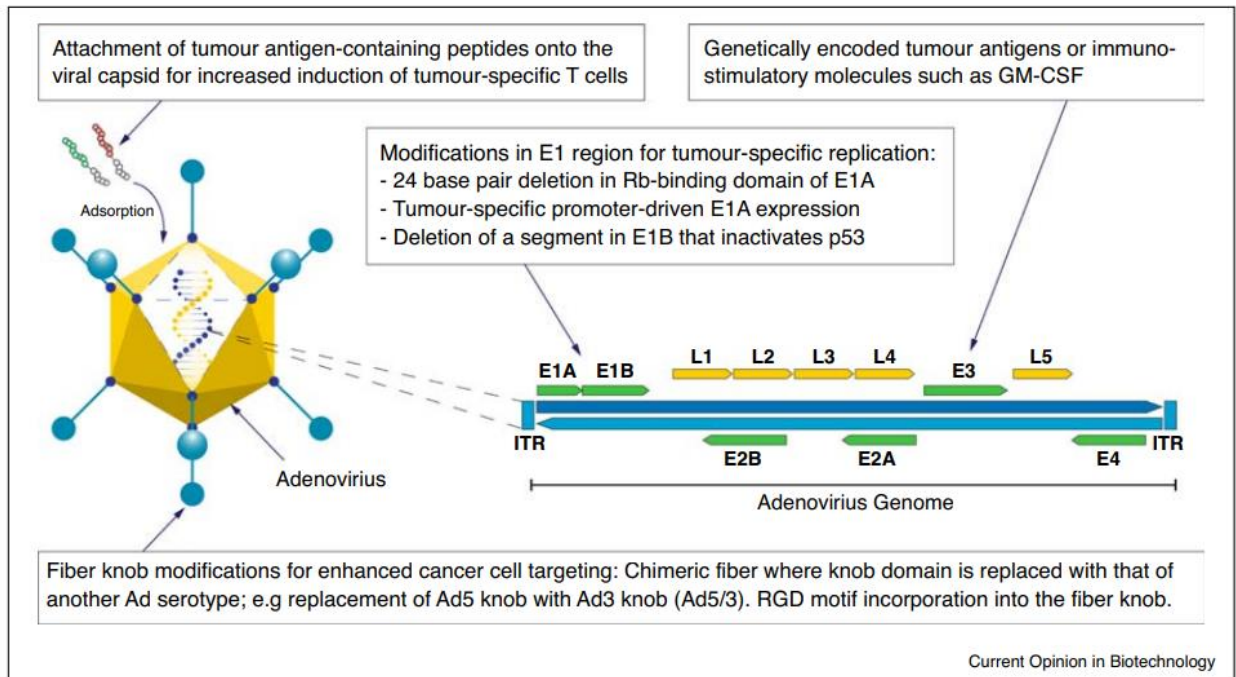 Attachment of tumour antigen-containing peptides onto the
viral capsid for increased induction of tumour-specific T cells
Genetically encoded tumour antigens or immuno-
stimulatory molecules such as GM-CSF
Modifications in E1 region for tumour-specific replication:
- 24 base pair deletion in Rb-binding domain of E1A
- Tumour-specific promoter-driven E1A expression
- Deletion of a segment in E1B that inactivates p53
Adsorption
L1 L2 L3 L4 L5
E1A E1B E3
ITR ITR
E2B E2A E4
Adenovirius
Adenovirius Genome
Fiber knob modifications for enhanced cancer cell targeting: Chimeric fiber where knob domain is replaced with that of
another Ad serotype; e.g replacement of Ad5 knob with Ad3 knob (Ad5/3). RGD motif incorporation into the fiber knob.
Current Opinion in Biotechnology